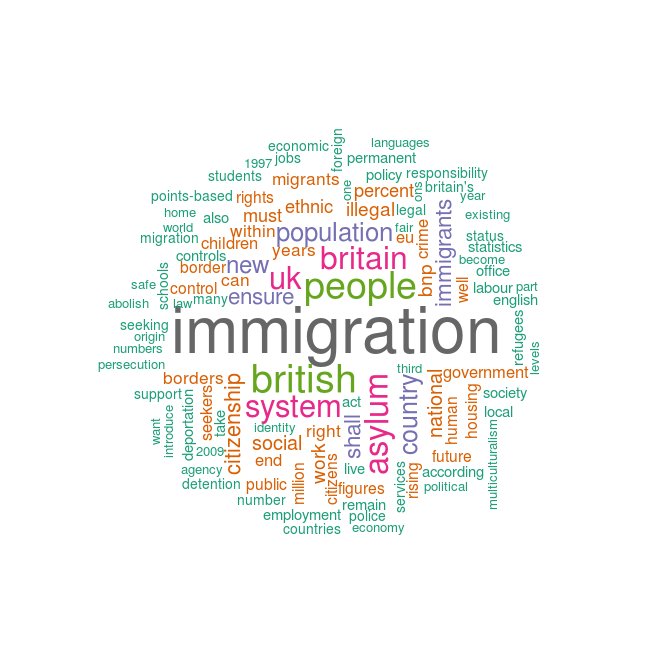 languages
foreign
economic
1997
jobs
permanent
students
policy
responsibility
migrants
one
percent
ons
britain's
points-based
rights
ethnic
illegal
legal
year
home
also
must
existing
world
within
population
fair
crime
immigrants
migration
children
years
britain
eu
status
statistics
controls
new
become
border
uk
bnp
office
safe
schools
control
can
people
well
labour
part
abolish
law
many
ensure
english
seeking
immigration
refugees
origin
numbers
levels
persecution
borders
british
third
government
support
citizenship
system
act
asylum
country
national
human
housing
society
want
introduce
deportation
seekers
take
identity
right
shall
local
2009
social
work
multiculturalism
agency
end
citizens
live
future
according
detention
public
million
figures
services
rising
political
number
remain
employment
police
countries
economy